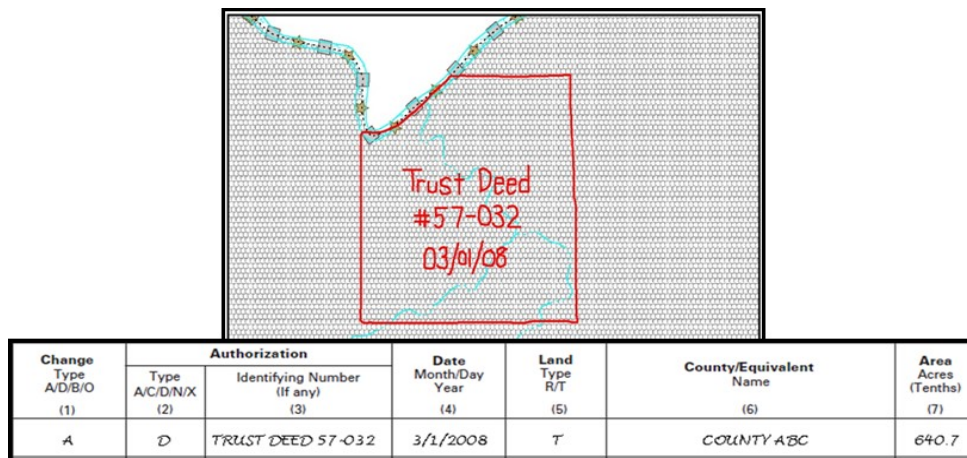 Trust Deed
#57-032
03/01/08
Change
Type
A/D/B/O
(1)
Authorization
Type
A/C/D/N/X
(2)
Identifying Number
(If any)
(3)
Date
Month/Day
Year
(4)
Land
Type
R/T
(5)
County/Equivalent
Name
(6)
Area
Acres
(Tenths)
(7)
A D TRUST DEED 57-032 3/1/2008 T COUNTY ABC 640.7